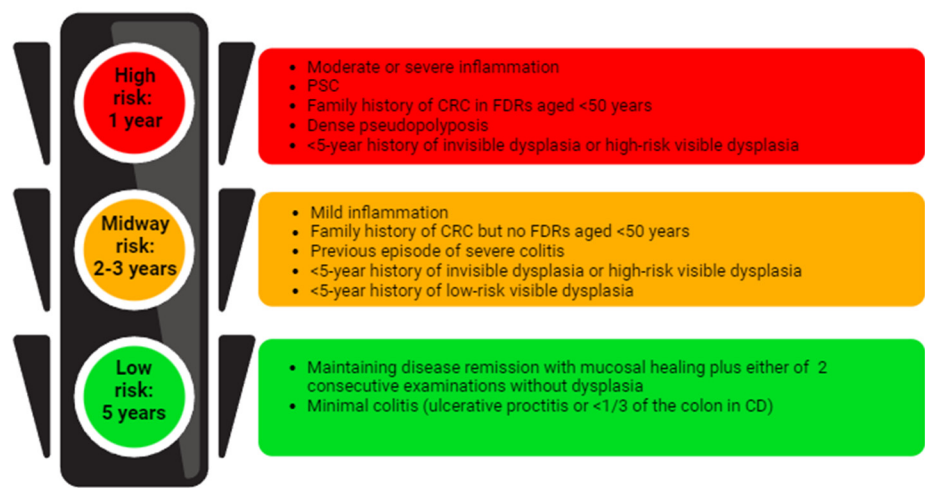 High
risk:
1 year
• Moderate or severe inflammation
• PSC
• Family history of CRC in FDRs aged <50 years
• Dense pseudopolyposis
• <5-year history of invisible dysplasia or high-risk visible dysplasia
Midway
risk:
2-3 years
• Mild inflammation
• Family history of CRC but no FDRs aged <50 years
• Previous episode of severe colitis
• <5-year history of invisible dysplasia or high-risk visible dysplasia
• <5-year history of low-risk visible dysplasia
Low
risk:
5 years
• Maintaining disease remission with mucosal healing plus either of 2
consecutive examinations without dysplasia
• Minimal colitis (ulcerative proctitis or <1/3 of the colon in CD)